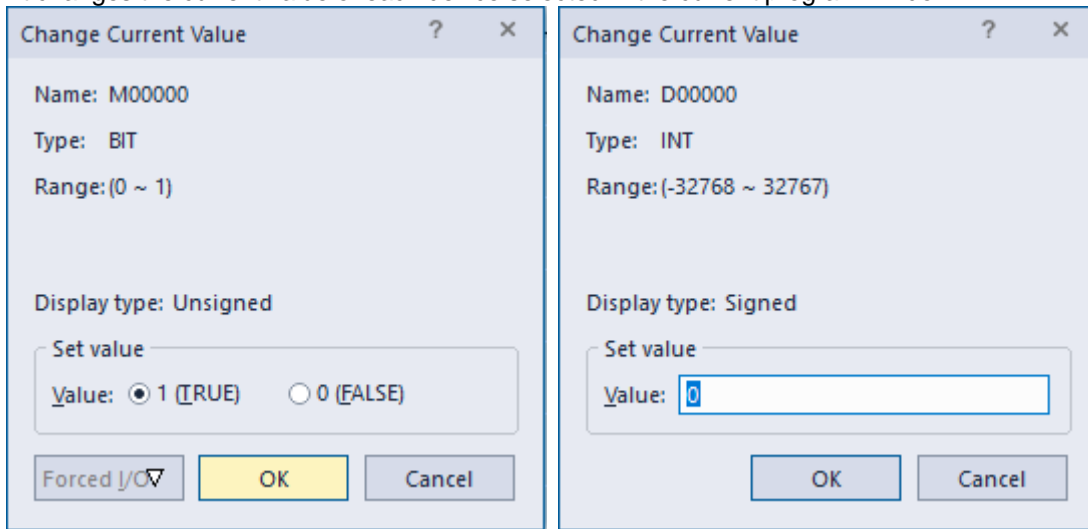 Change Current Value ? ×
Name: M00000
Type: BIT
Range:(0 ~ 1)
Display type: Unsigned
Set value
Value: 1 (TRUE) 0 (FALSE)
Forced I/O
OK
Cancel
Change Current Value ? ×
Name: D00000
Type: INT
Range:(-32768 ~ 32767)
Display type: Signed
Set value
Value: 0
OK
Cancel